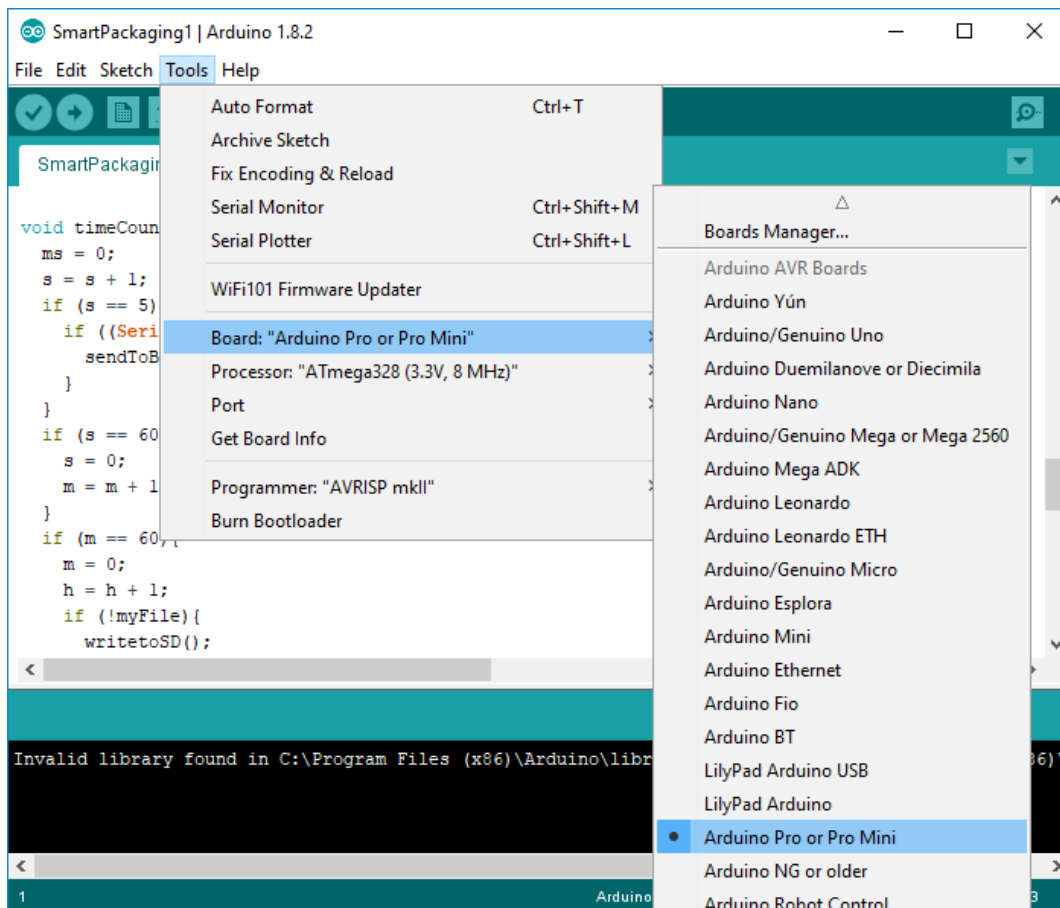 SmartPackaging1 | Arduino 1.8.2
File Edit Sketch Tools Help
SmartPackagin
void timeCoun
ms = 0;
s = s + 1;
if (s == 5)
if ((Seri
sendToB
}
}
if (s == 60
s = 0;
m = m + 1
}
if (m == 60){
m = 0;
h = h + 1;
if (!myFile){
writetoSD();
Auto Format Ctrl+T
Archive Sketch
Fix Encoding & Reload
Serial Monitor Ctrl+Shift+M
Serial Plotter Ctrl+Shift+L
WiFi101 Firmware Updater
Board: "Arduino Pro or Pro Mini"
Processor: "ATmega328 (3.3V, 8 MHz)"
Port
Get Board Info
Programmer: "AVRISP mkII"
Burn Bootloader
Boards Manager...
Arduino AVR Boards
Arduino Yún
Arduino/Genuino Uno
Arduino Duemilanove or Diecimila
Arduino Nano
Arduino/Genuino Mega or Mega 2560
Arduino Mega ADK
Arduino Leonardo
Arduino Leonardo ETH
Arduino/Genuino Micro
Arduino Esplora
Arduino Mini
Arduino Ethernet
Arduino Fio
Arduino BT
LilyPad Arduino USB
LilyPad Arduino
Arduino Pro or Pro Mini
Arduino NG or older
Arduino Robot Control
Invalid library found in C:\Program Files (x86)\Arduino\libr 36)\
1 Arduino 3